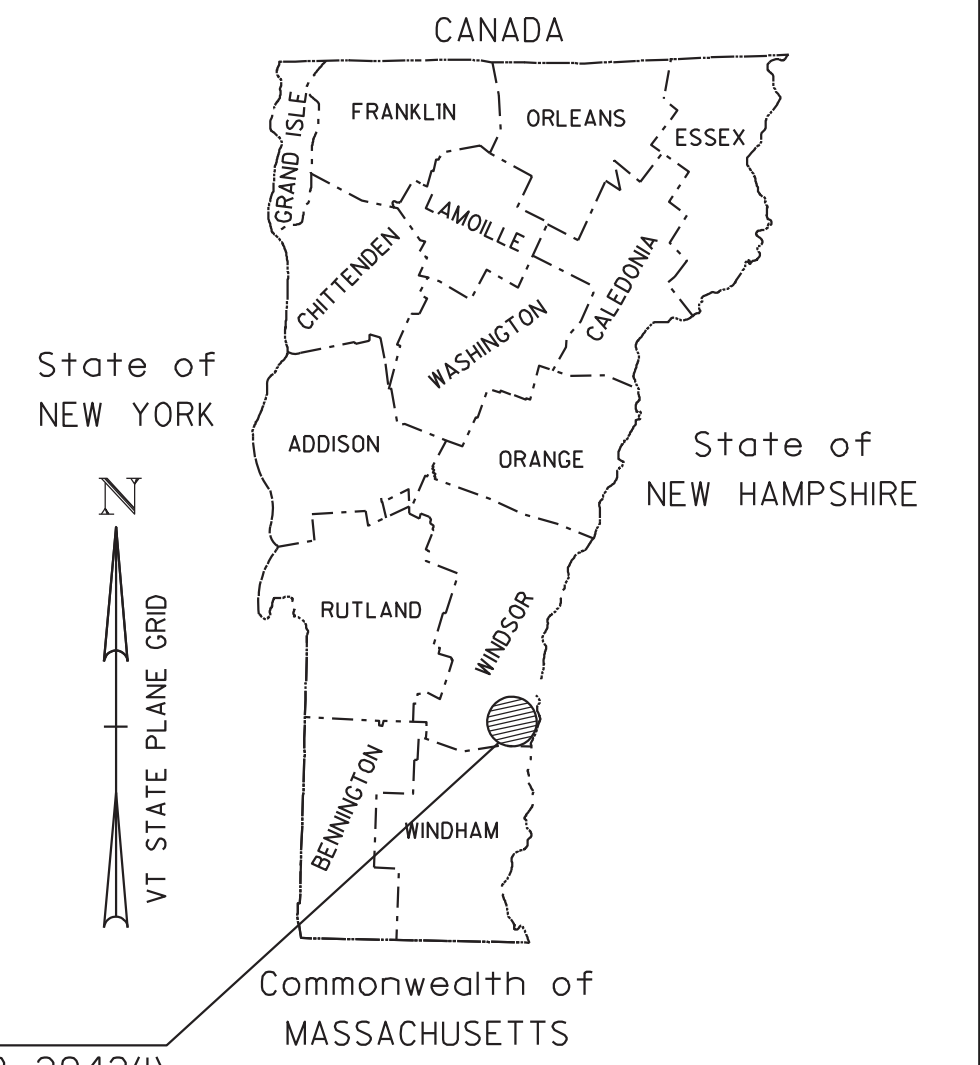 CANADA
FRANKLIN
ORLEANS
ESSEX
GRAND ISLE
LAMOILLE
CHITTENDEN
CALEDONIA
WASHINGTON
State of
NEW YORK
ADDISON
ORANGE
State of
NEW HAMPSHIRE
N
VT STATE PLANE GRID
RUTLAND
WINDSOR
BENNINGTON
WINDHAM
Commonwealth of
MASSACHUSETTS